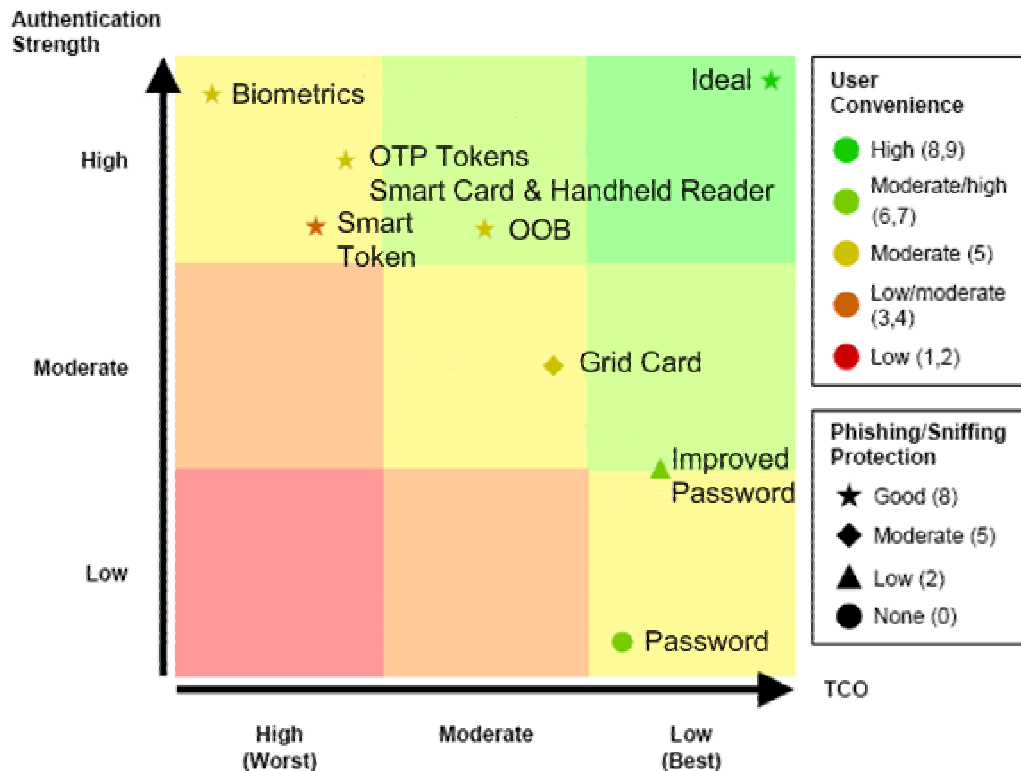 Authentication
Strength
High
Moderate
Low
Biometrics
Ideal
OTP Tokens
Smart Card & Handheld Reader
Smart
Token
OOB
Grid Card
Improved
Password
Password
TCO
High
(Worst)
Moderate
Low
(Best)
User
Convenience
High (8,9)
Moderate/high
(6,7)
Moderate (5)
Low/moderate
(3,4)
Low (1,2)
Phishing/Sniffing
Protection
Good (8)
Moderate (5)
Low (2)
None (0)